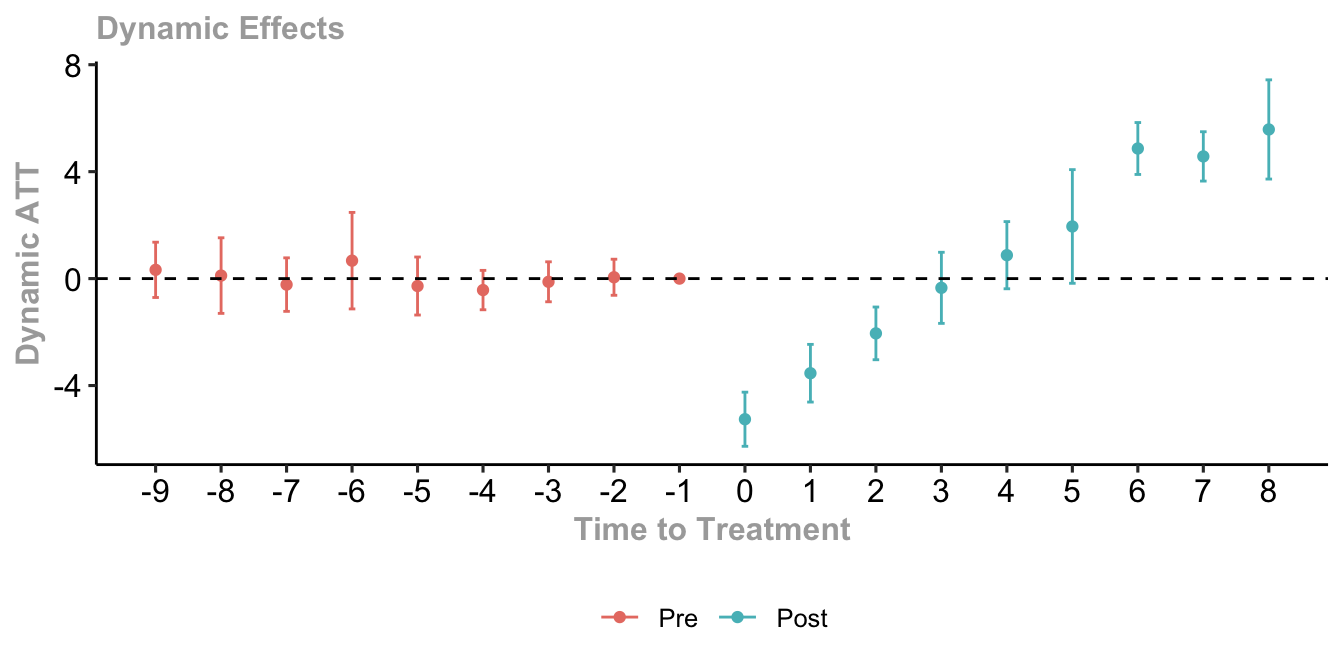 Dynamic Effects
8
4
0
-4
Dynamic ATT
-9 -8 -7 -6 -5 -4 -3 -2 -1 0 1 2 3 4 5 6 7 8
Time to Treatment
Pre Post